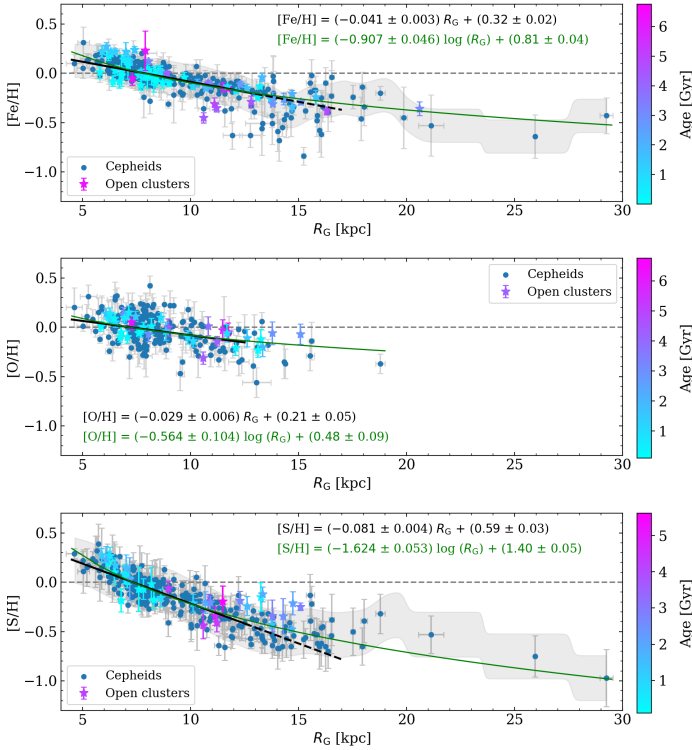 [Fe/H] = (−0.041 ± 0.003) R_G + (0.32 ± 0.02)
[Fe/H] = (−0.907 ± 0.046) log (R_G) + (0.81 ± 0.04)
0.5
0.0
−0.5
−1.0
[Fe/H]
Cepheids
Open clusters
5
10
15
20
25
30
R_G [kpc]
6
5
4
3
2
1
Age [Gyr]
0.5
0.0
−0.5
−1.0
[O/H]
Cepheids
Open clusters
[O/H] = (−0.029 ± 0.006) R_G + (0.21 ± 0.05)
[O/H] = (−0.564 ± 0.104) log (R_G) + (0.48 ± 0.09)
5
10
15
20
25
30
R_G [kpc]
6
5
4
3
2
1
Age [Gyr]
[S/H] = (−0.081 ± 0.004) R_G + (0.59 ± 0.03)
[S/H] = (−1.624 ± 0.053) log (R_G) + (1.40 ± 0.05)
0.5
0.0
−0.5
−1.0
[S/H]
Cepheids
Open clusters
5
10
15
20
25
30
R_G [kpc]
5
4
3
2
1
Age [Gyr]